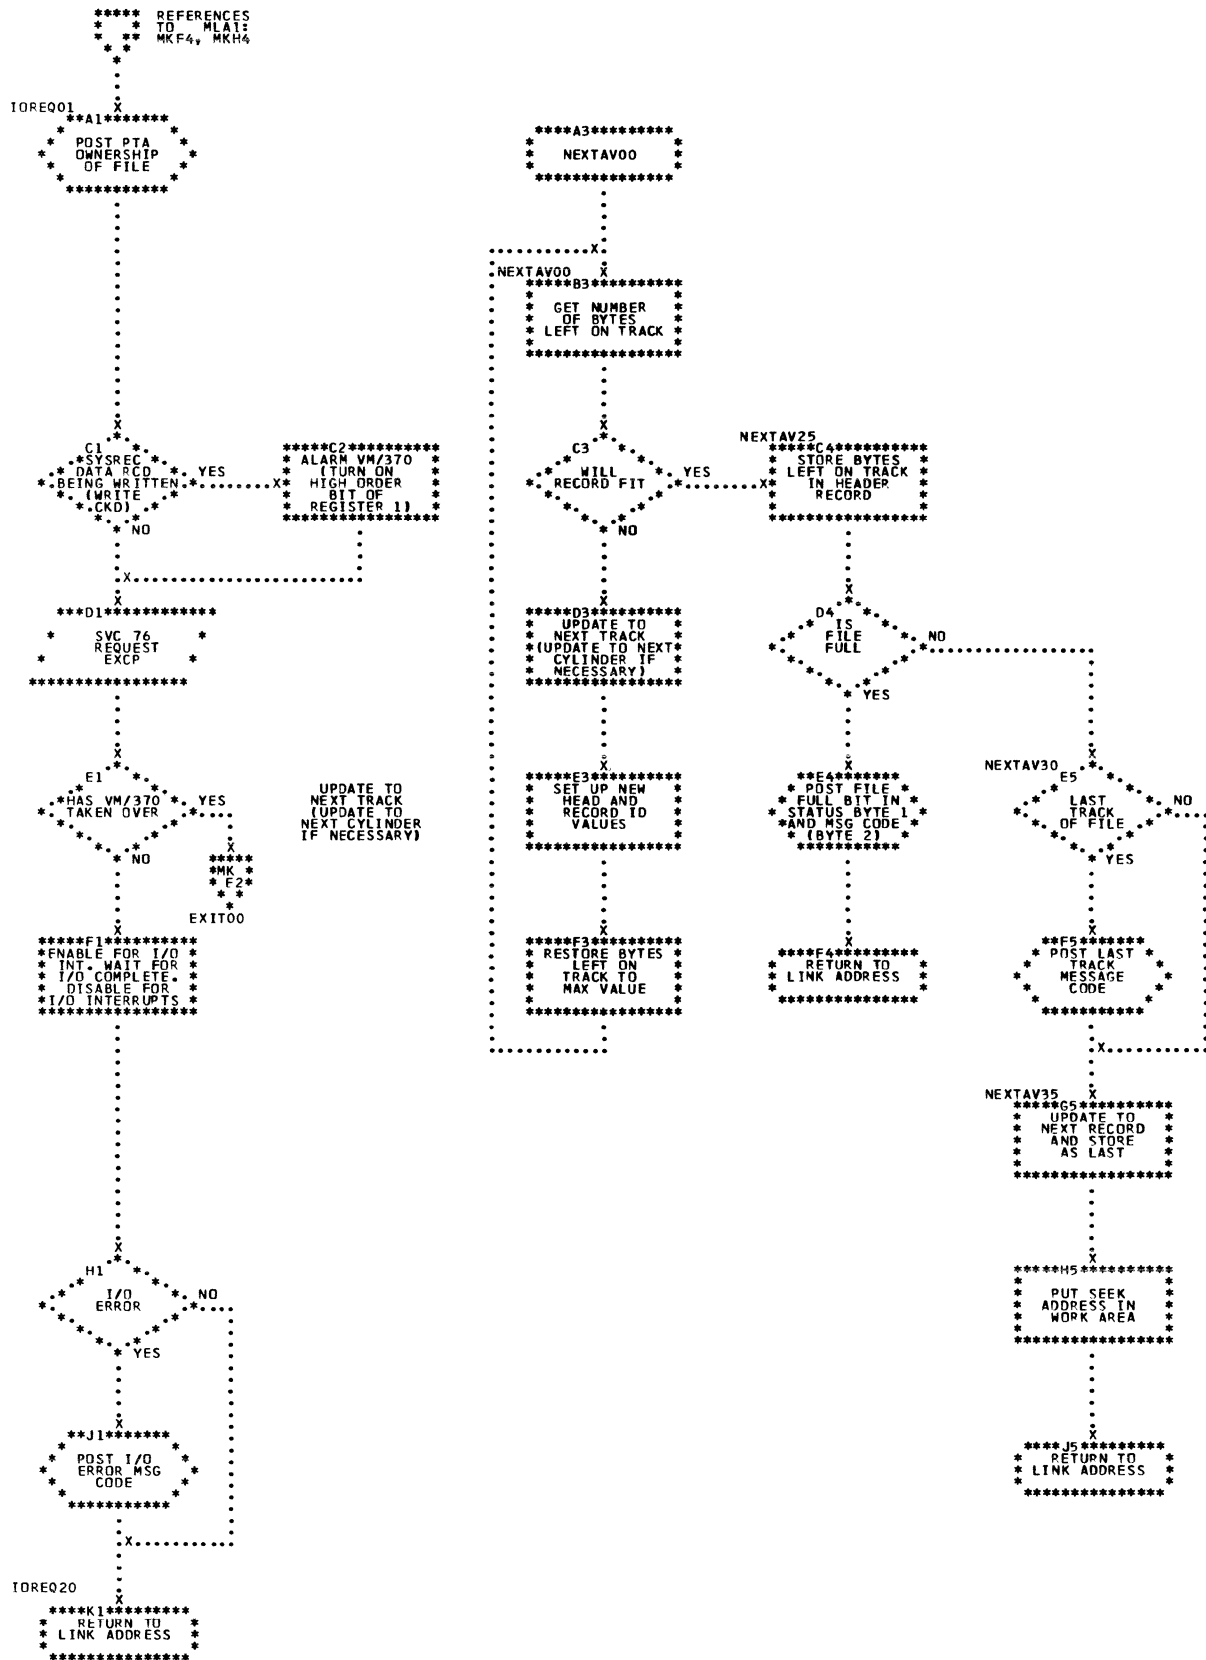 REFERENCES
TO MLA1:
MKF4, MKH4
IOREQ01
A1
POST PTA
OWNERSHIP
OF FILE
C1
SYSREC
DATA RCD
BEING WRITTEN
(WRITE
CKD)
YES
NO
C2
ALARM VM/370
(TURN ON
HIGH ORDER
BIT OF
REGISTER 1)
D1
SVC 76
REQUEST
EXCP
E1
HAS VM/370
TAKEN OVER
YES
NO
MK
F2
EXIT00
UPDATE TO
NEXT TRACK
(UPDATE TO
NEXT CYLINDER
IF NECESSARY)
F1
ENABLE FOR I/O
INT. WAIT FOR
I/O COMPLETE.
DISABLE FOR
I/O INTERRUPTS
H1
I/O
ERROR
NO
YES
J1
POST I/O
ERROR MSG
CODE
IOREQ20
K1
RETURN TO
LINK ADDRESS
A3
NEXTAV00
NEXTAV00
B3
GET NUMBER
OF BYTES
LEFT ON TRACK
C3
WILL
RECORD FIT
YES
NO
D3
UPDATE TO
NEXT TRACK
(UPDATE TO NEXT
CYLINDER IF
NECESSARY)
E3
SET UP NEW
HEAD AND
RECORD ID
VALUES
F3
RESTORE BYTES
LEFT ON
TRACK TO
MAX VALUE
NEXTAV25
C4
STORE BYTES
LEFT ON TRACK
IN HEADER
RECORD
D4
IS
FILE
FULL
NO
YES
E4
POST FILE
FULL BIT IN
STATUS BYTE 1
AND MSG CODE
(BYTE 2)
F4
RETURN TO
LINK ADDRESS
NEXTAV30
E5
LAST
TRACK
OF FILE
NO
YES
F5
POST LAST
TRACK
MESSAGE
CODE
NEXTAV35
G5
UPDATE TO
NEXT RECORD
AND STORE
AS LAST
H5
PUT SEEK
ADDRESS IN
WORK AREA
J5
RETURN TO
LINK ADDRESS